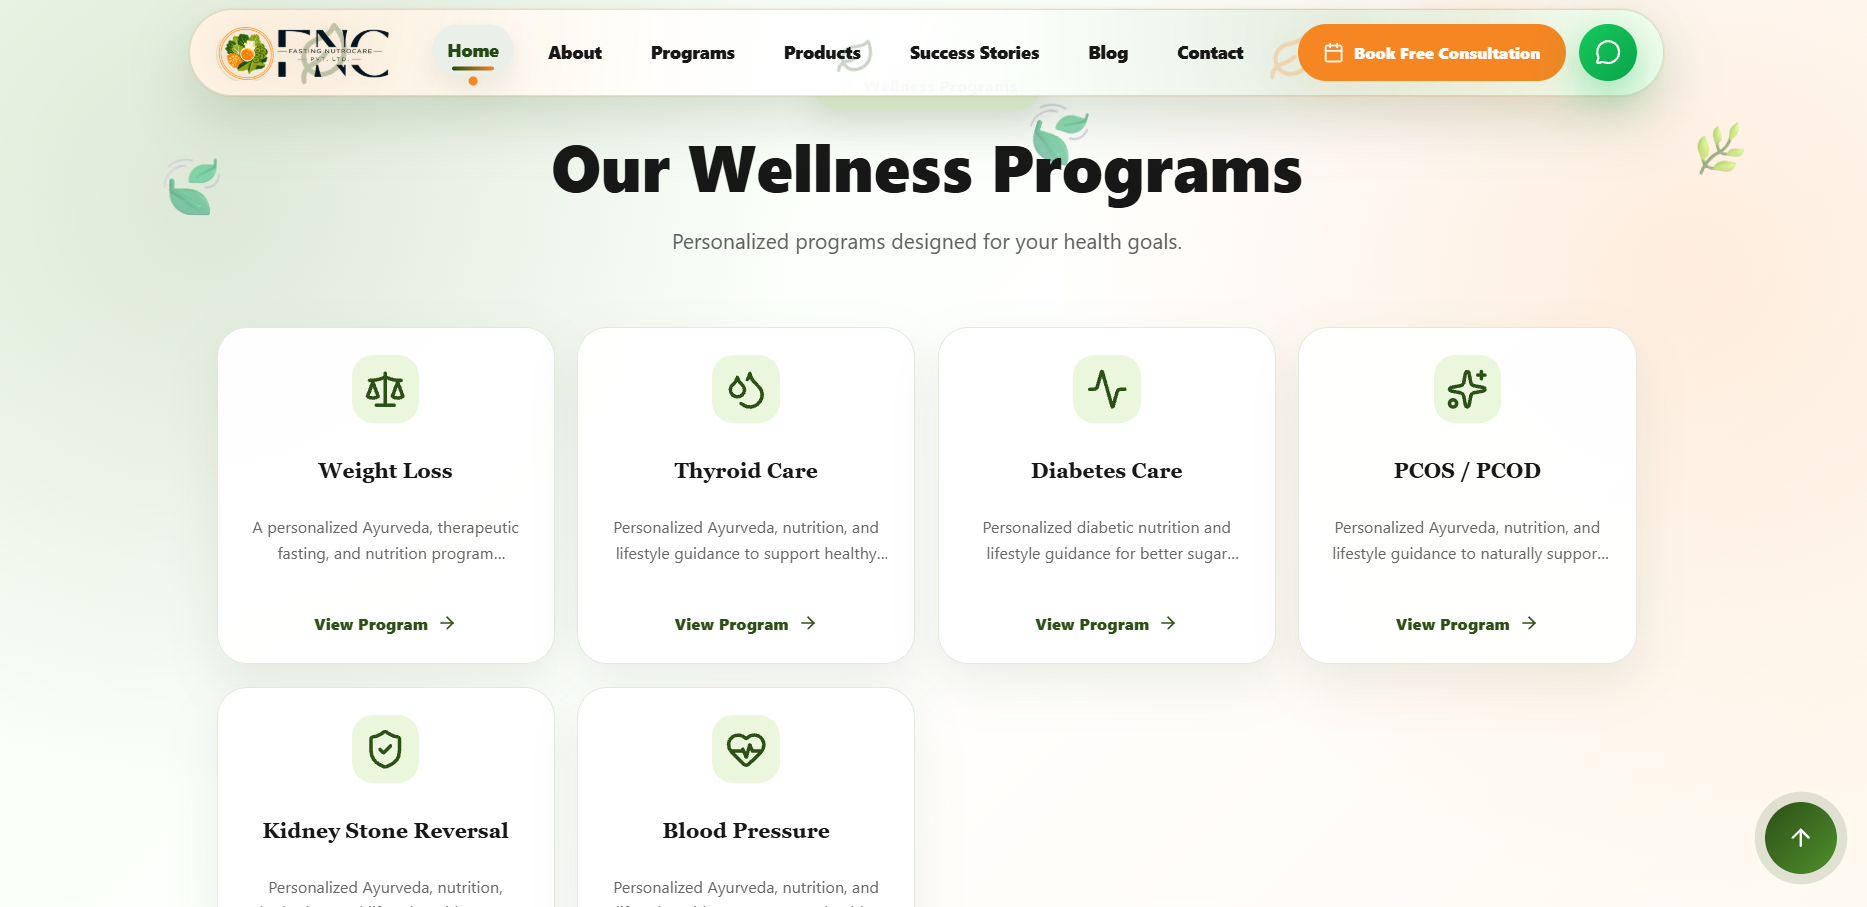 FNC
FASTING NUTROCARE
PVT. LTD.
Home
About
Programs
Products
Success Stories
Blog
Contact
Book Free Consultation
Wellness Programs
Our Wellness Programs
Personalized programs designed for your health goals.
Weight Loss
A personalized Ayurveda, therapeutic
fasting, and nutrition program...
View Program
Thyroid Care
Personalized Ayurveda, nutrition, and
lifestyle guidance to support healthy...
View Program
Diabetes Care
Personalized diabetic nutrition and
lifestyle guidance for better sugar...
View Program
PCOS / PCOD
Personalized Ayurveda, nutrition, and
lifestyle guidance to naturally suppor...
View Program
Kidney Stone Reversal
Personalized Ayurveda, nutrition,
Blood Pressure
Personalized Ayurveda, nutrition, and